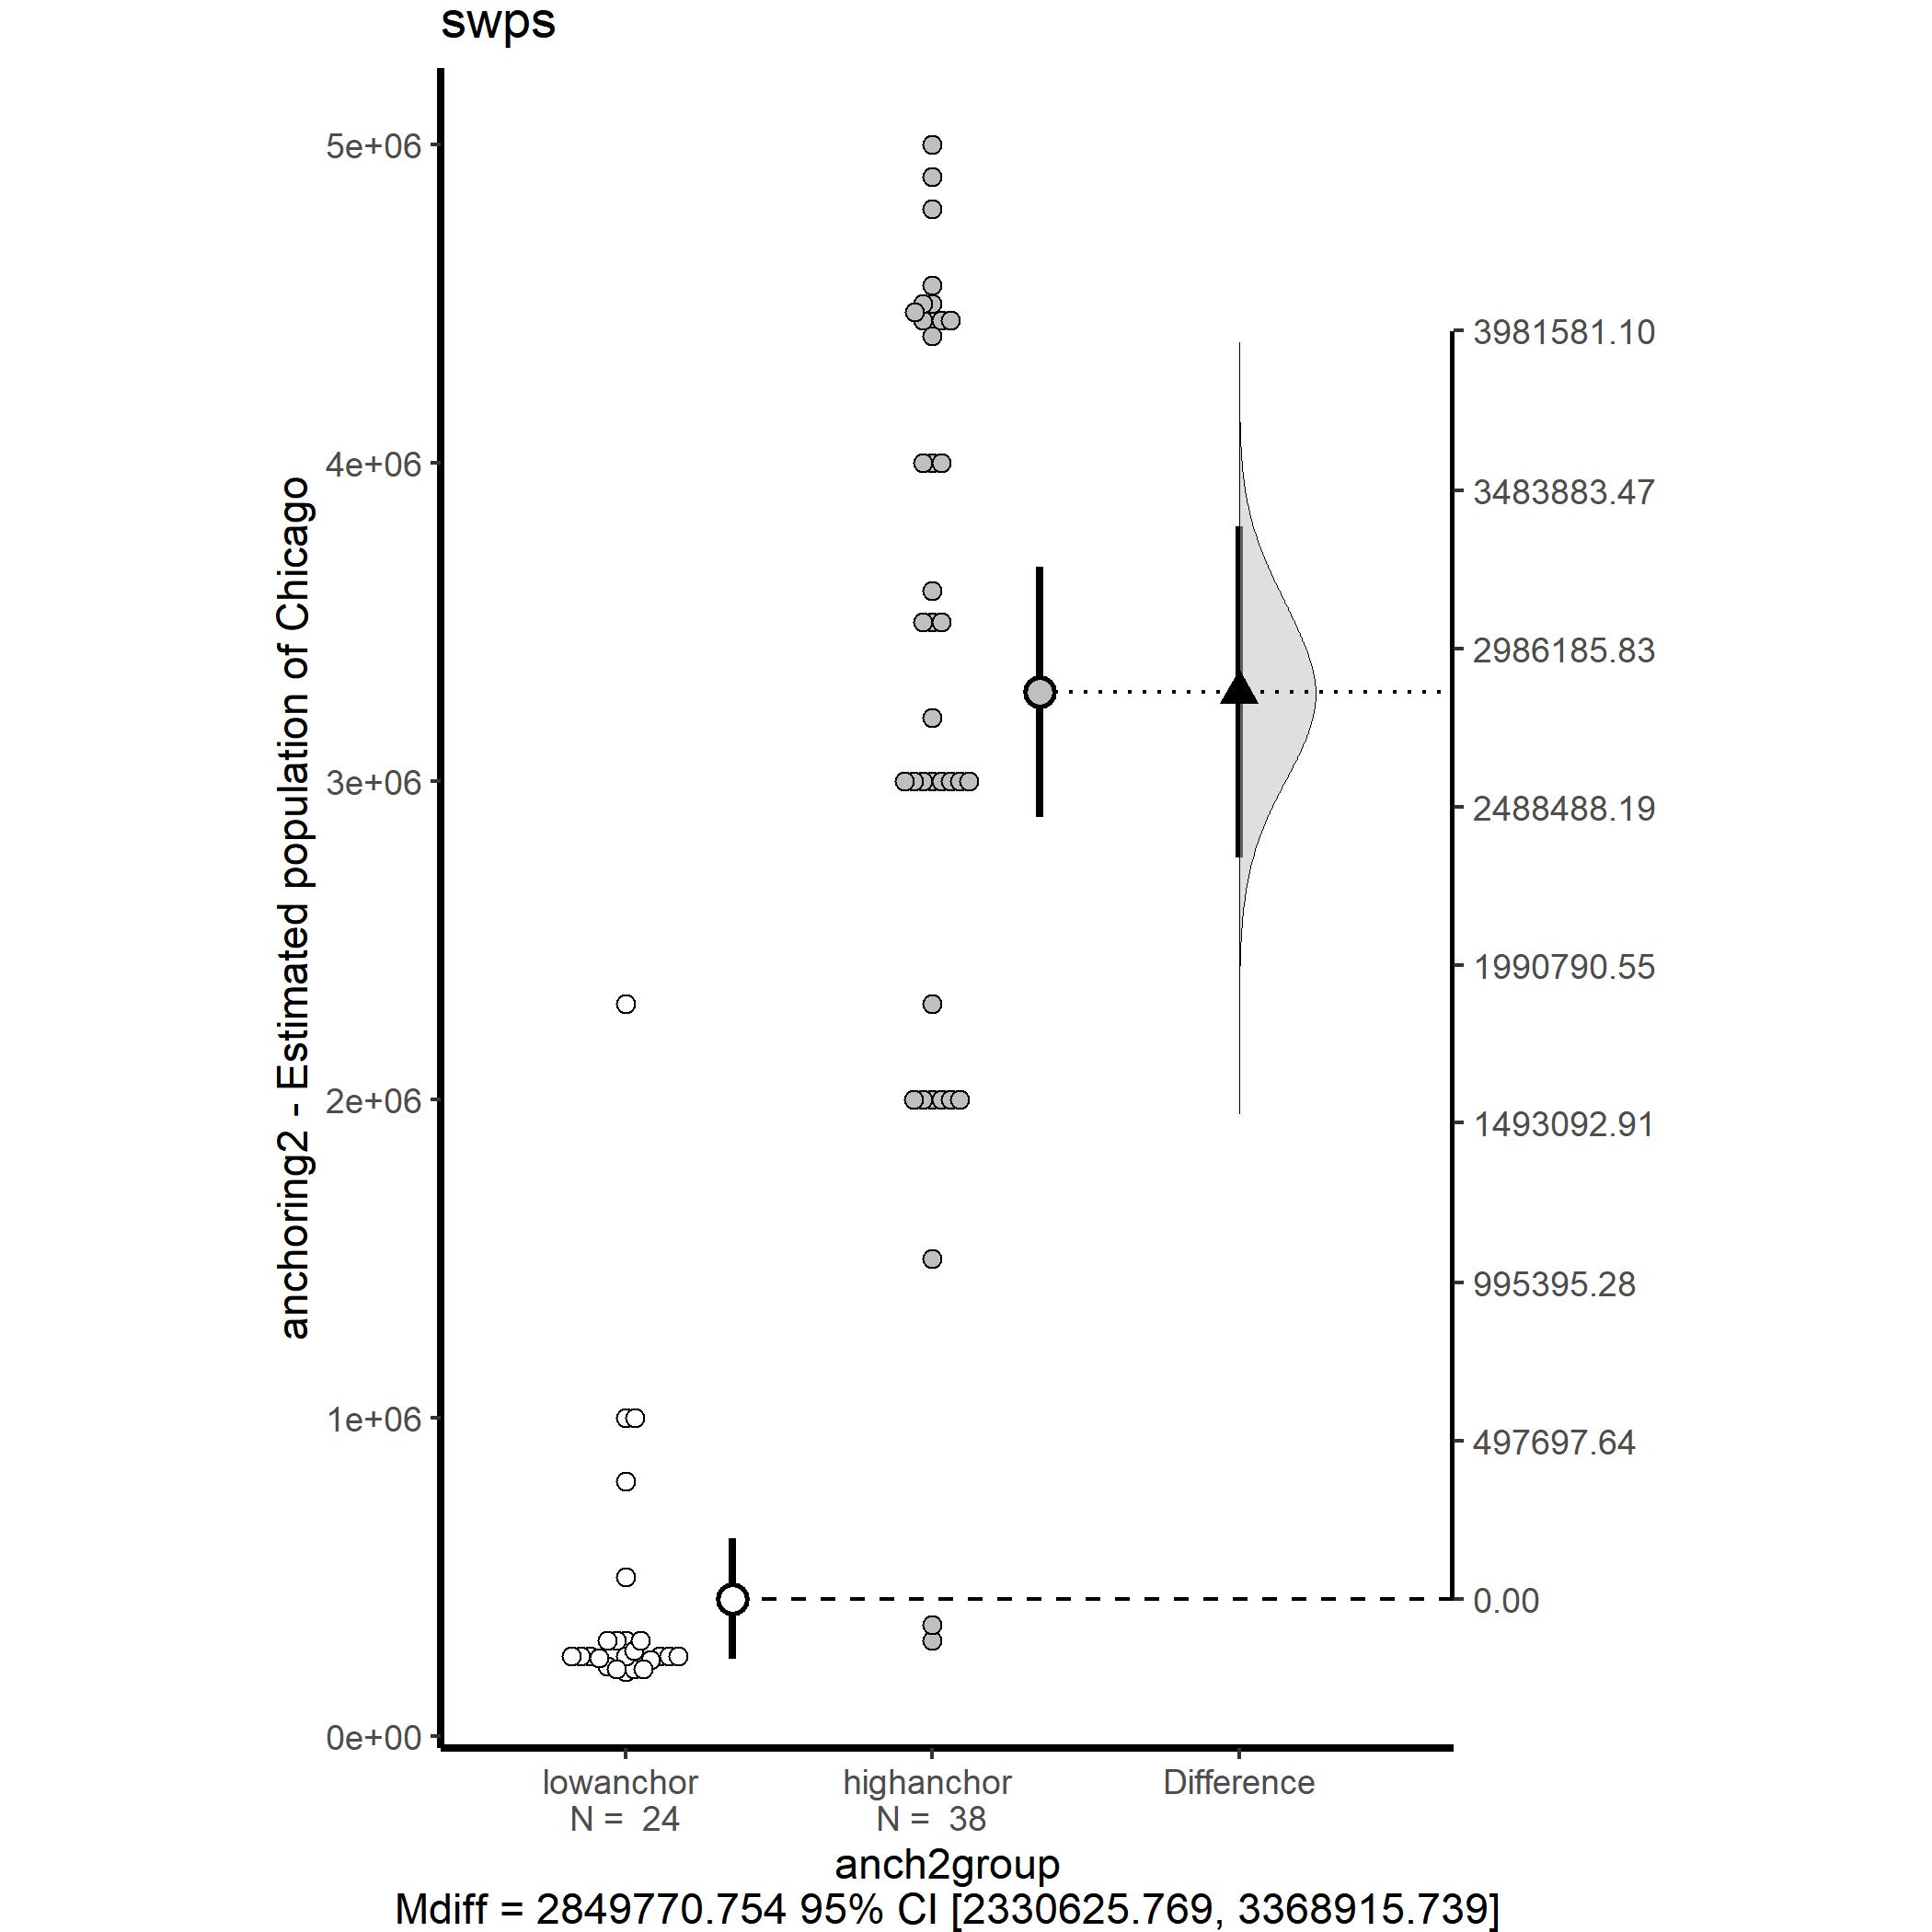 swps
anchoring2 - Estimated population of Chicago
5e+06
4e+06
3e+06
2e+06
1e+06
0e+00
3981581.10
3483883.47
2986185.83
2488488.19
1990790.55
1493092.91
995395.28
497697.64
0.00
lowanchor
N = 24
highanchor
N = 38
Difference
anch2group
Mdiff = 2849770.754 95% CI [2330625.769, 3368915.739]